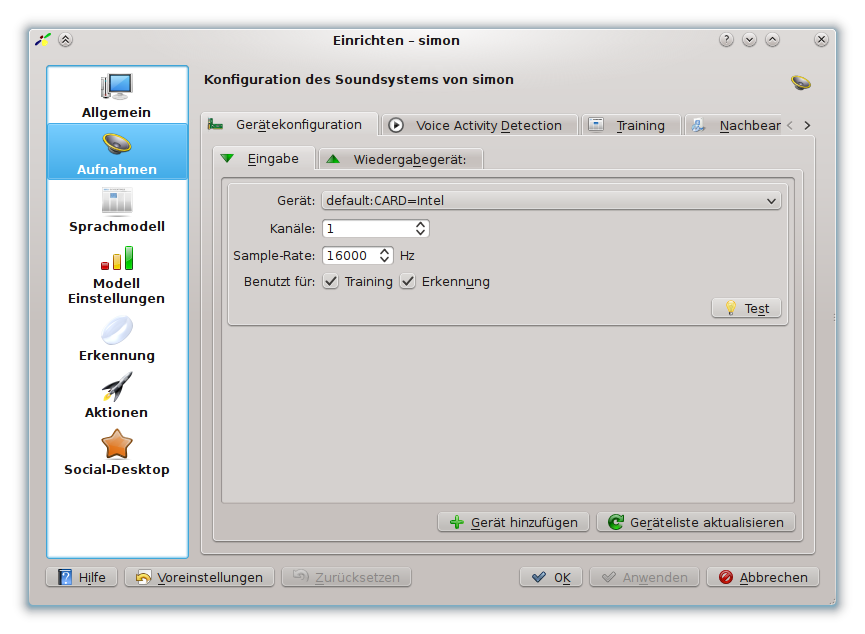 Einrichten – simon
Allgemein
Aufnahmen
Sprachmodell
Modell
Einstellungen
Erkennung
Aktionen
Social-Desktop
Konfiguration des Soundsystems von simon
Gerätekonfiguration
Voice Activity Detection
Training
Nachbear
Eingabe
Wiedergabegerät:
Gerät: default:CARD=Intel
Kanäle: 1
Sample-Rate: 16000 Hz
Benutzt für: Training Erkennung
Test
Gerät hinzufügen
Geräteliste aktualisieren
Hilfe
Voreinstellungen
Zurücksetzen
OK
Anwenden
Abbrechen